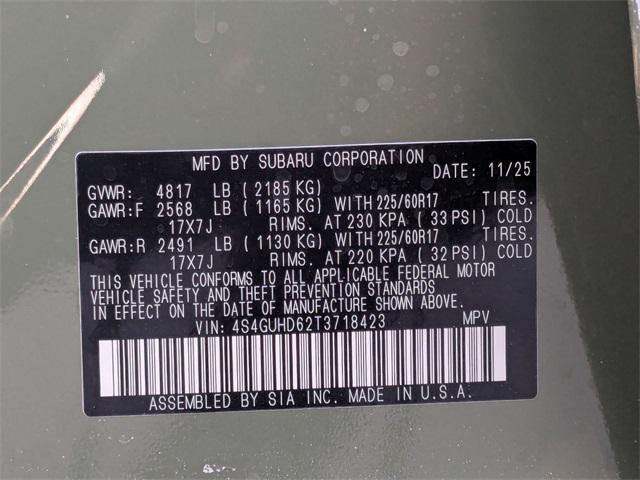 MFD BY SUBARU CORPORATION
DATE: 11/25
GVWR: 4817 LB (2185 KG)
GAWR:F 2568 LB (1165 KG) WITH 225/60R17 TIRES.
17X7J RIMS. AT 230 KPA (33 PSI) COLD
GAWR:R 2491 LB (1130 KG) WITH 225/60R17 TIRES.
17X7J RIMS. AT 220 KPA (32 PSI) COLD
THIS VEHICLE CONFORMS TO ALL APPLICABLE FEDERAL MOTOR
VEHICLE SAFETY AND THEFT PREVENTION STANDARDS
IN EFFECT ON THE DATE OF MANUFACTURE SHOWN ABOVE.
VIN: 4S4GUHD62T3718423 MPV
ASSEMBLED BY SIA INC. MADE IN U.S.A.